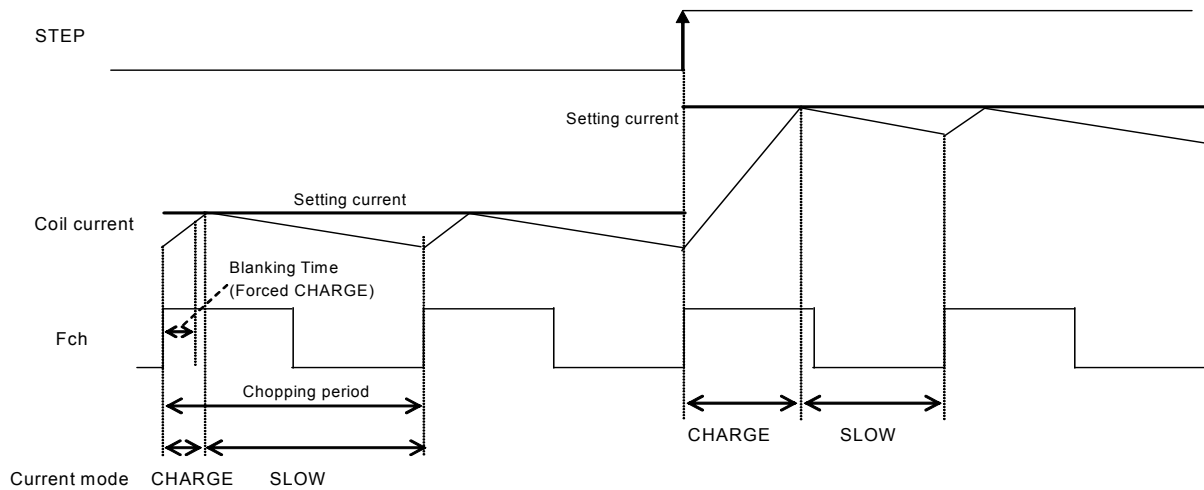 STEP
Setting current
Setting current
Coil current
Blanking Time
(Forced CHARGE)
Fch
Chopping period
CHARGE SLOW
Current mode CHARGE SLOW